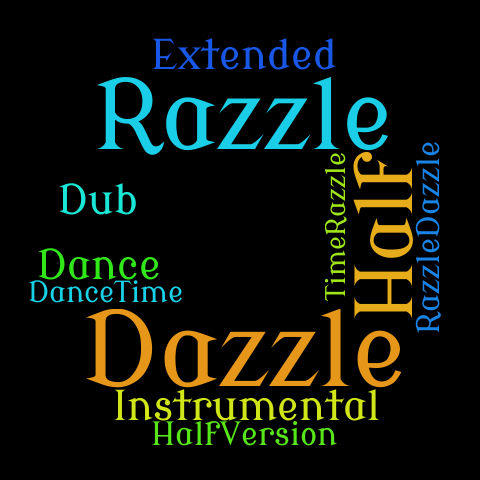 Extended
Razzle
Dub
TimeRazzle
Half
RazzleDazzle
Dance
DanceTime
Dazzle
Instrumental
HalfVersion